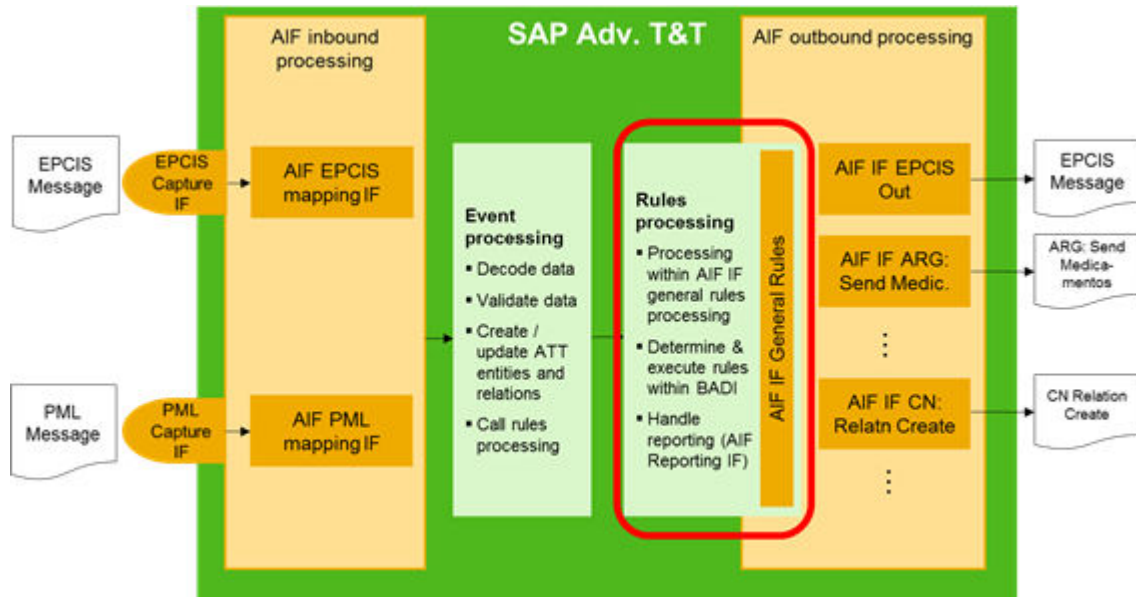 SAP Adv. T&T
AIF inbound
processing
AIF outbound processing
EPCIS
Message
EPCIS
Capture
IF
AIF EPCIS
mapping IF
PML
Message
PML
Capture
IF
AIF PML
mapping IF
Event
processing
▪ Decode data
▪ Validate data
▪ Create /
update ATT
entities and
relations
▪ Call rules
processing
Rules
processing
▪ Processing
within AIF IF
general rules
processing
▪ Determine &
execute rules
within BADI
▪ Handle
reporting (AIF
Reporting IF)
AIF IF General Rules
AIF IF EPCIS
Out
AIF IF ARG:
Send Medic.
⋮
AIF IF CN:
Relatn Create
⋮
EPCIS
Message
ARG: Send
Medica-
mentos
CN Relation
Create